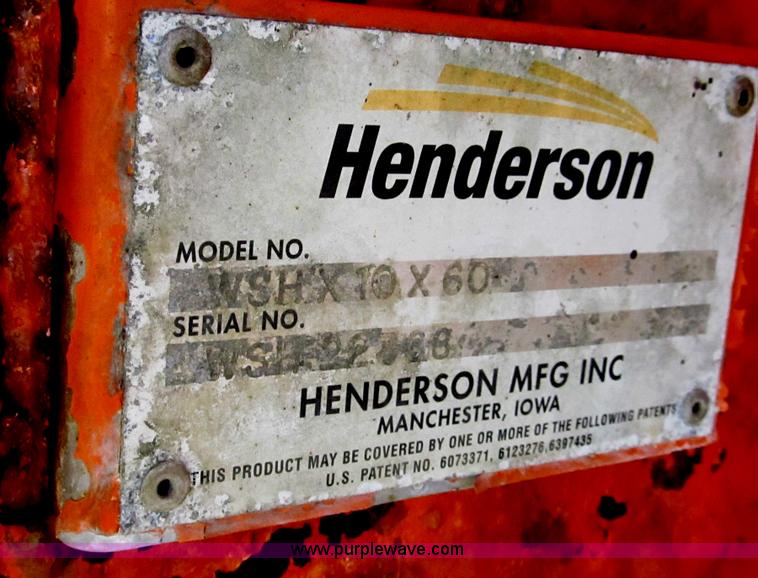 Henderson
MODEL NO.
WSH X 10 X 60
SERIAL NO.
HENDERSON MFG INC
MANCHESTER, IOWA
THIS PRODUCT MAY BE COVERED BY ONE OR MORE OF THE FOLLOWING PATENTS
U.S. PATENT NO. 6073371, 6123276,6397435
www.purplewave.com